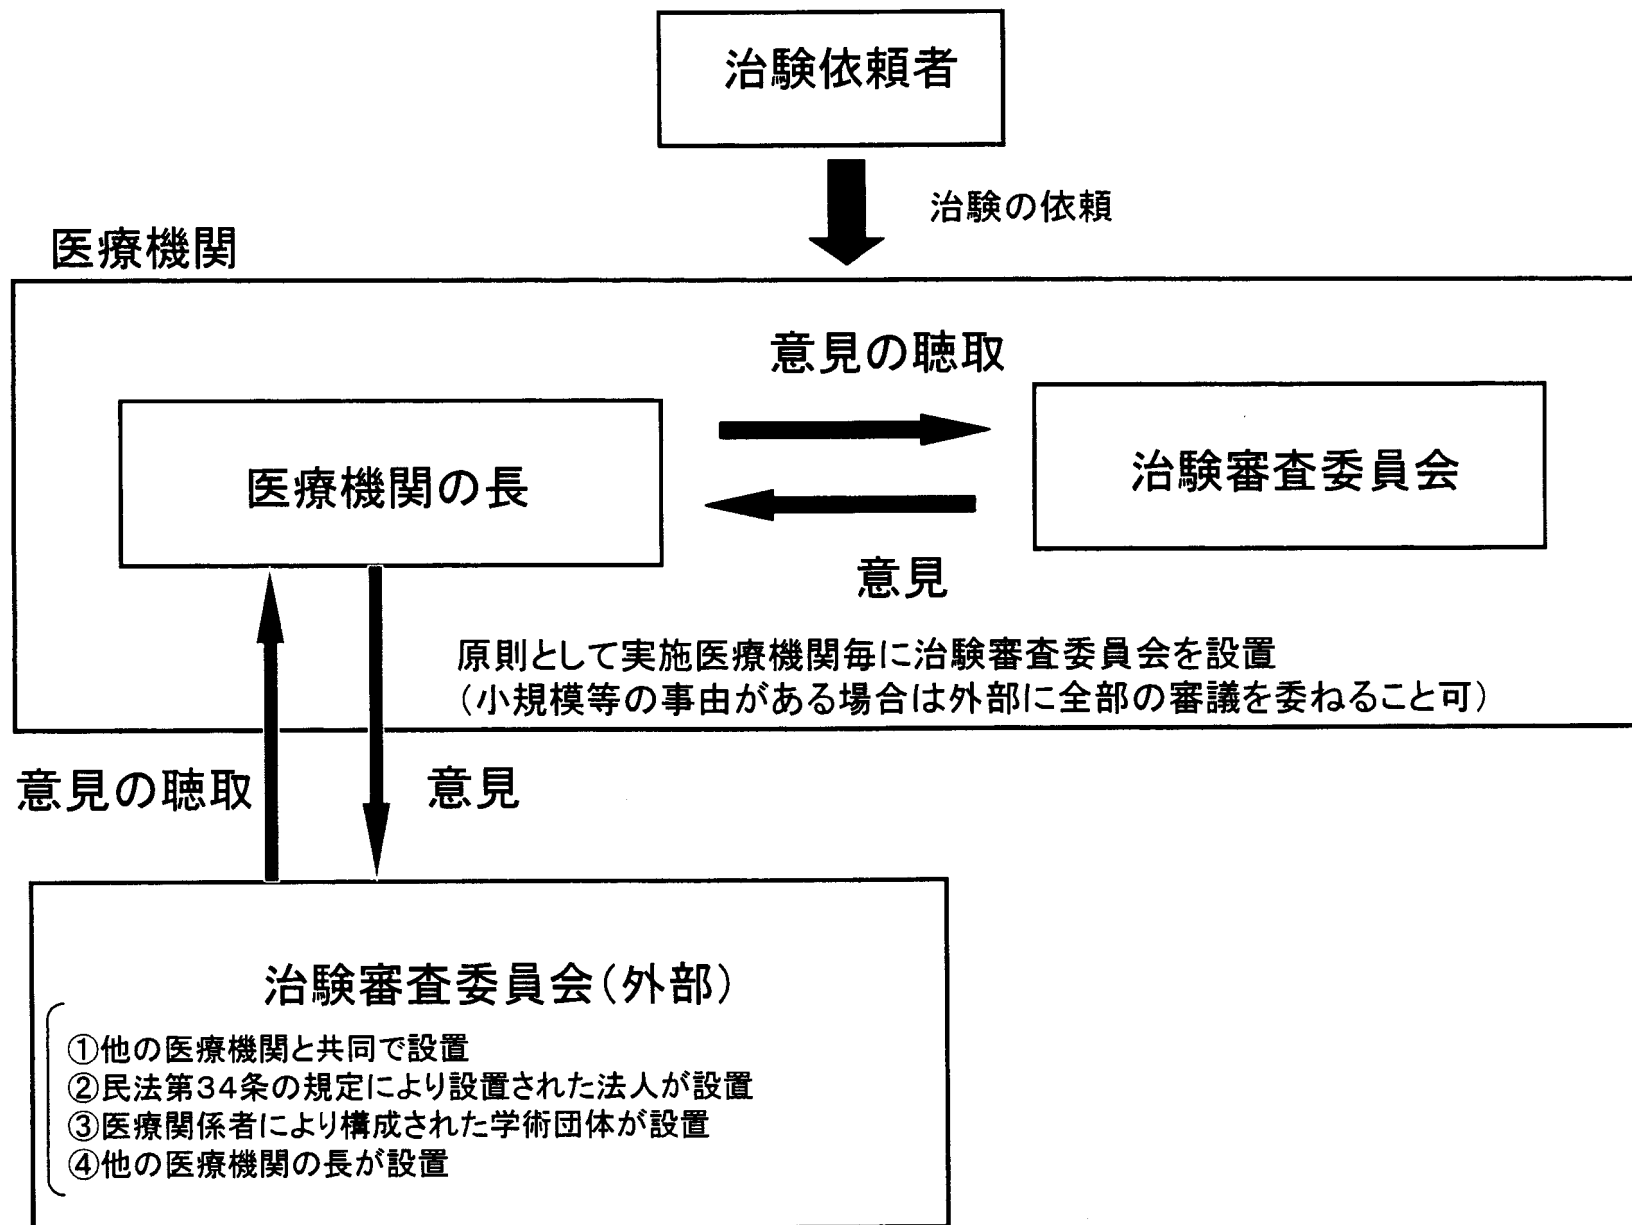 治験依頼者
治験の依頼
医療機関
意見の聴取
医療機関の長
治験審査委員会
意見
原則として実施医療機関毎に治験審査委員会を設置
（小規模等の事由がある場合は外部に全部の審議を委ねること可）
意見の聴取
意見
治験審査委員会（外部）
①他の医療機関と共同で設置
②民法第３４条の規定により設置された法人が設置
③医療関係者により構成された学術団体が設置
④他の医療機関の長が設置